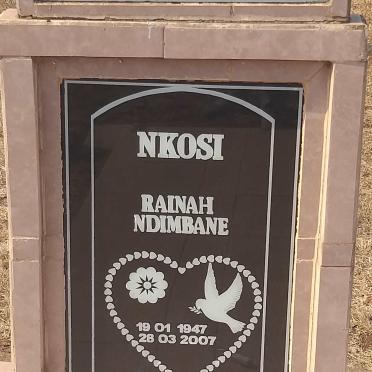 NKOSI
RAINAH
NDIMBANE
19 01 1947
28 03 2007